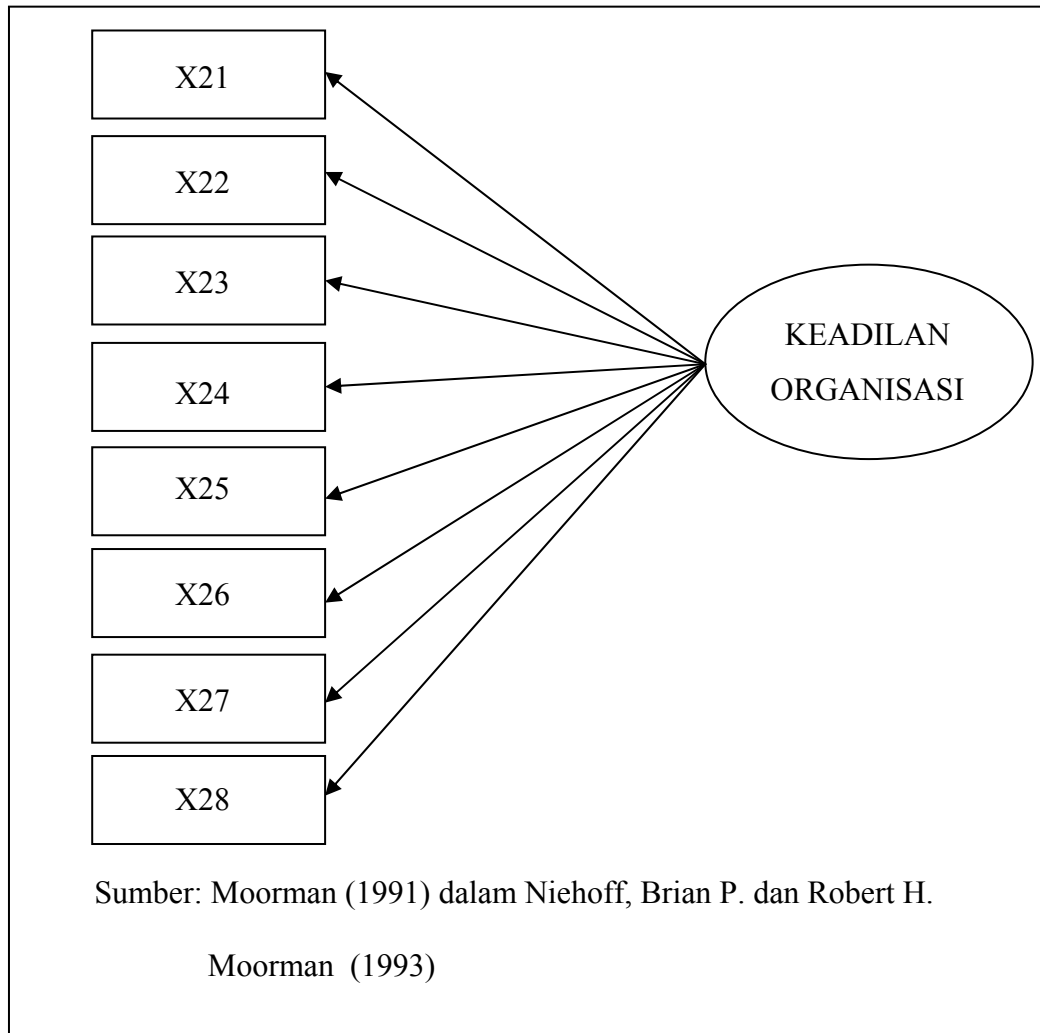 X21
X22
X23
X24
X25
X26
X27
X28
KEADILAN
ORGANISASI
Sumber: Moorman (1991) dalam Niehoff, Brian P. dan Robert H.
Moorman (1993)